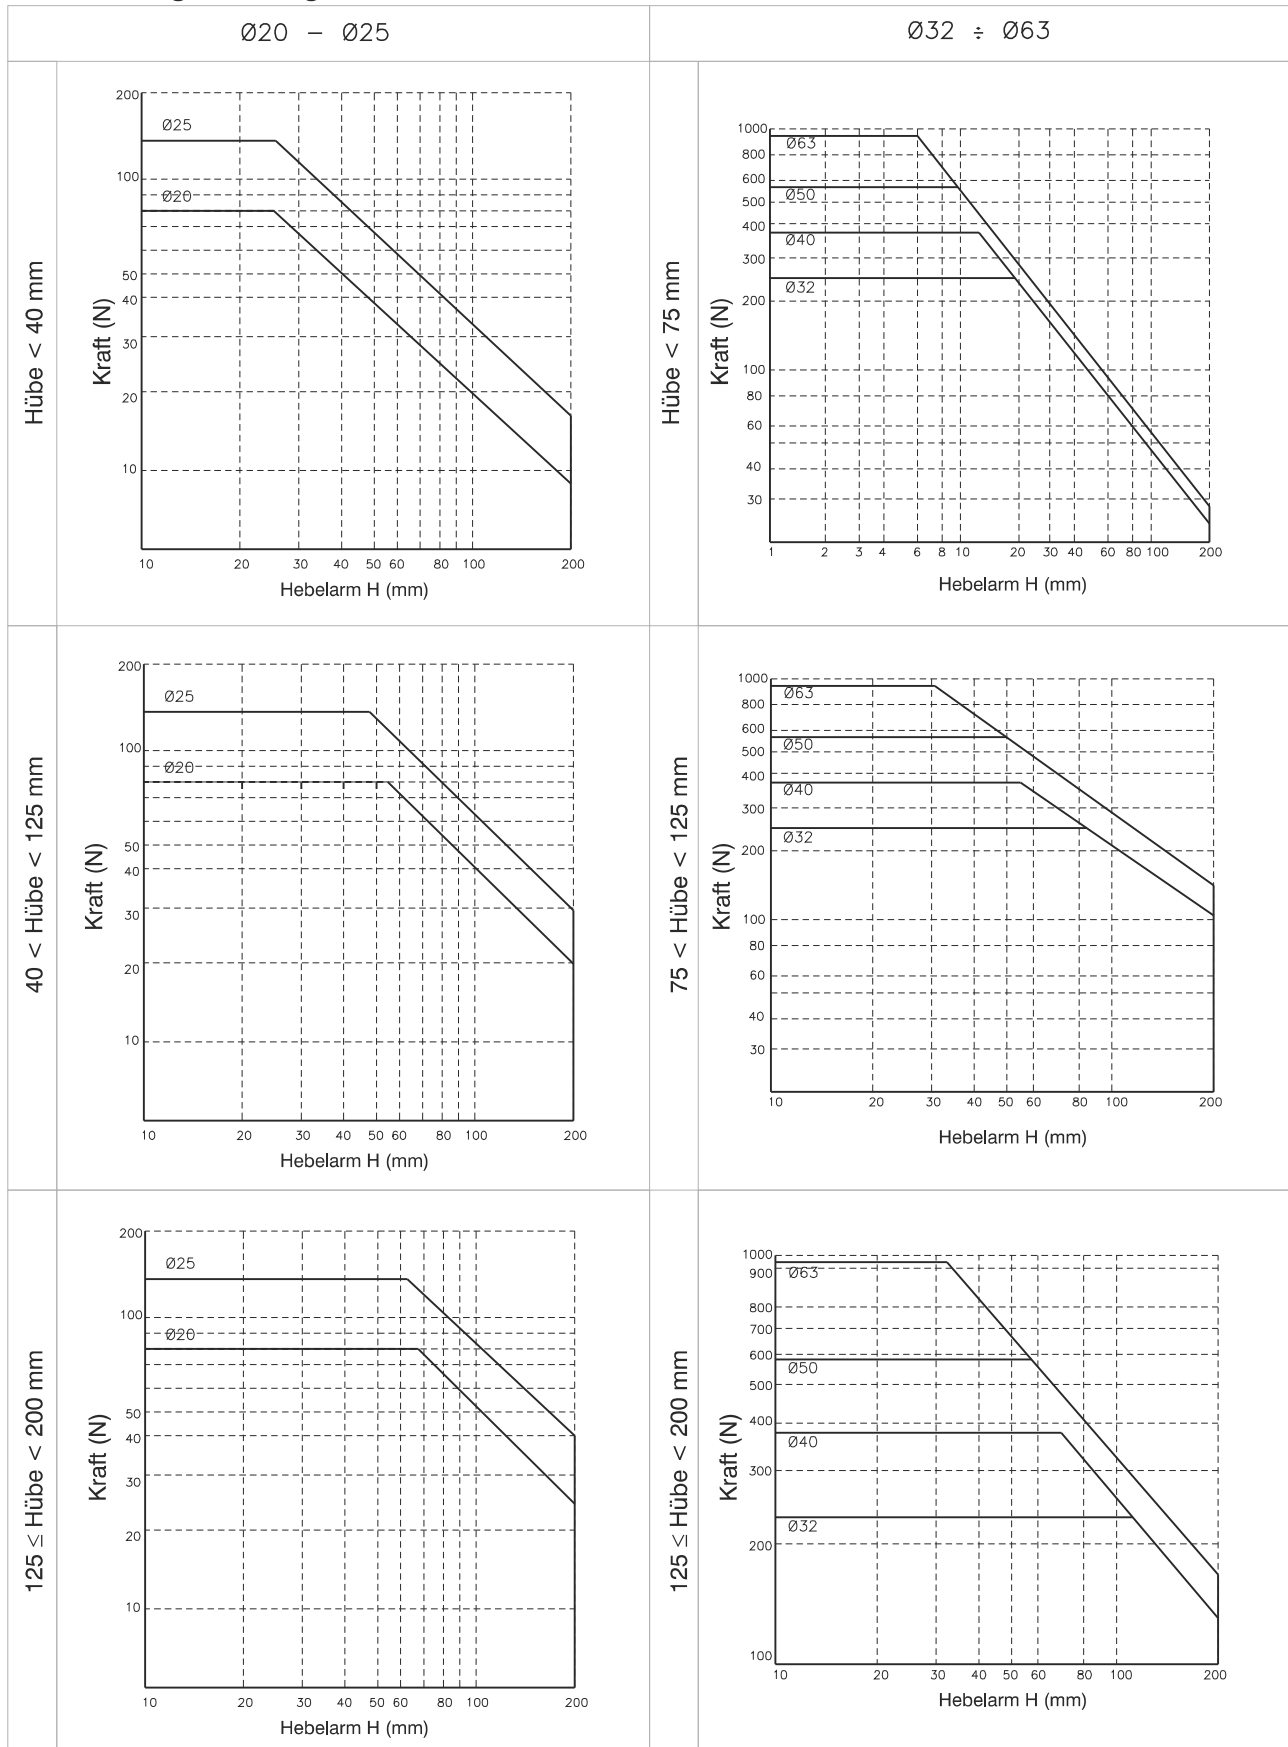 Ø20 – Ø25
Ø32 ÷ Ø63
Hübe < 40 mm
Kraft (N)
200
100
50
40
30
20
10
Ø25
Ø20
10 20 30 40 50 60 80 100 200
Hebelarm H (mm)
Hübe < 75 mm
Kraft (N)
1000
800
600
500
400
300
200
100
80
60
40
30
Ø63
Ø50
Ø40
Ø32
1 2 3 4 6 8 10 20 30 40 60 80 100 200
Hebelarm H (mm)
40 < Hübe < 125 mm
Kraft (N)
200
100
50
40
30
20
10
Ø25
Ø20
10 20 30 40 50 60 80 100 200
Hebelarm H (mm)
75 < Hübe < 125 mm
Kraft (N)
1000
800
600
500
400
300
200
100
80
60
40
30
Ø63
Ø50
Ø40
Ø32
10 20 30 40 50 60 80 100 200
Hebelarm H (mm)
125 ≤ Hübe < 200 mm
Kraft (N)
200
100
50
40
30
20
10
Ø25
Ø20
10 20 30 40 50 60 80 100 200
Hebelarm H (mm)
125 ≤ Hübe < 200 mm
Kraft (N)
1000
900
800
700
600
500
400
300
200
100
Ø63
Ø50
Ø40
Ø32
10 20 30 40 50 60 80 100 200
Hebelarm H (mm)